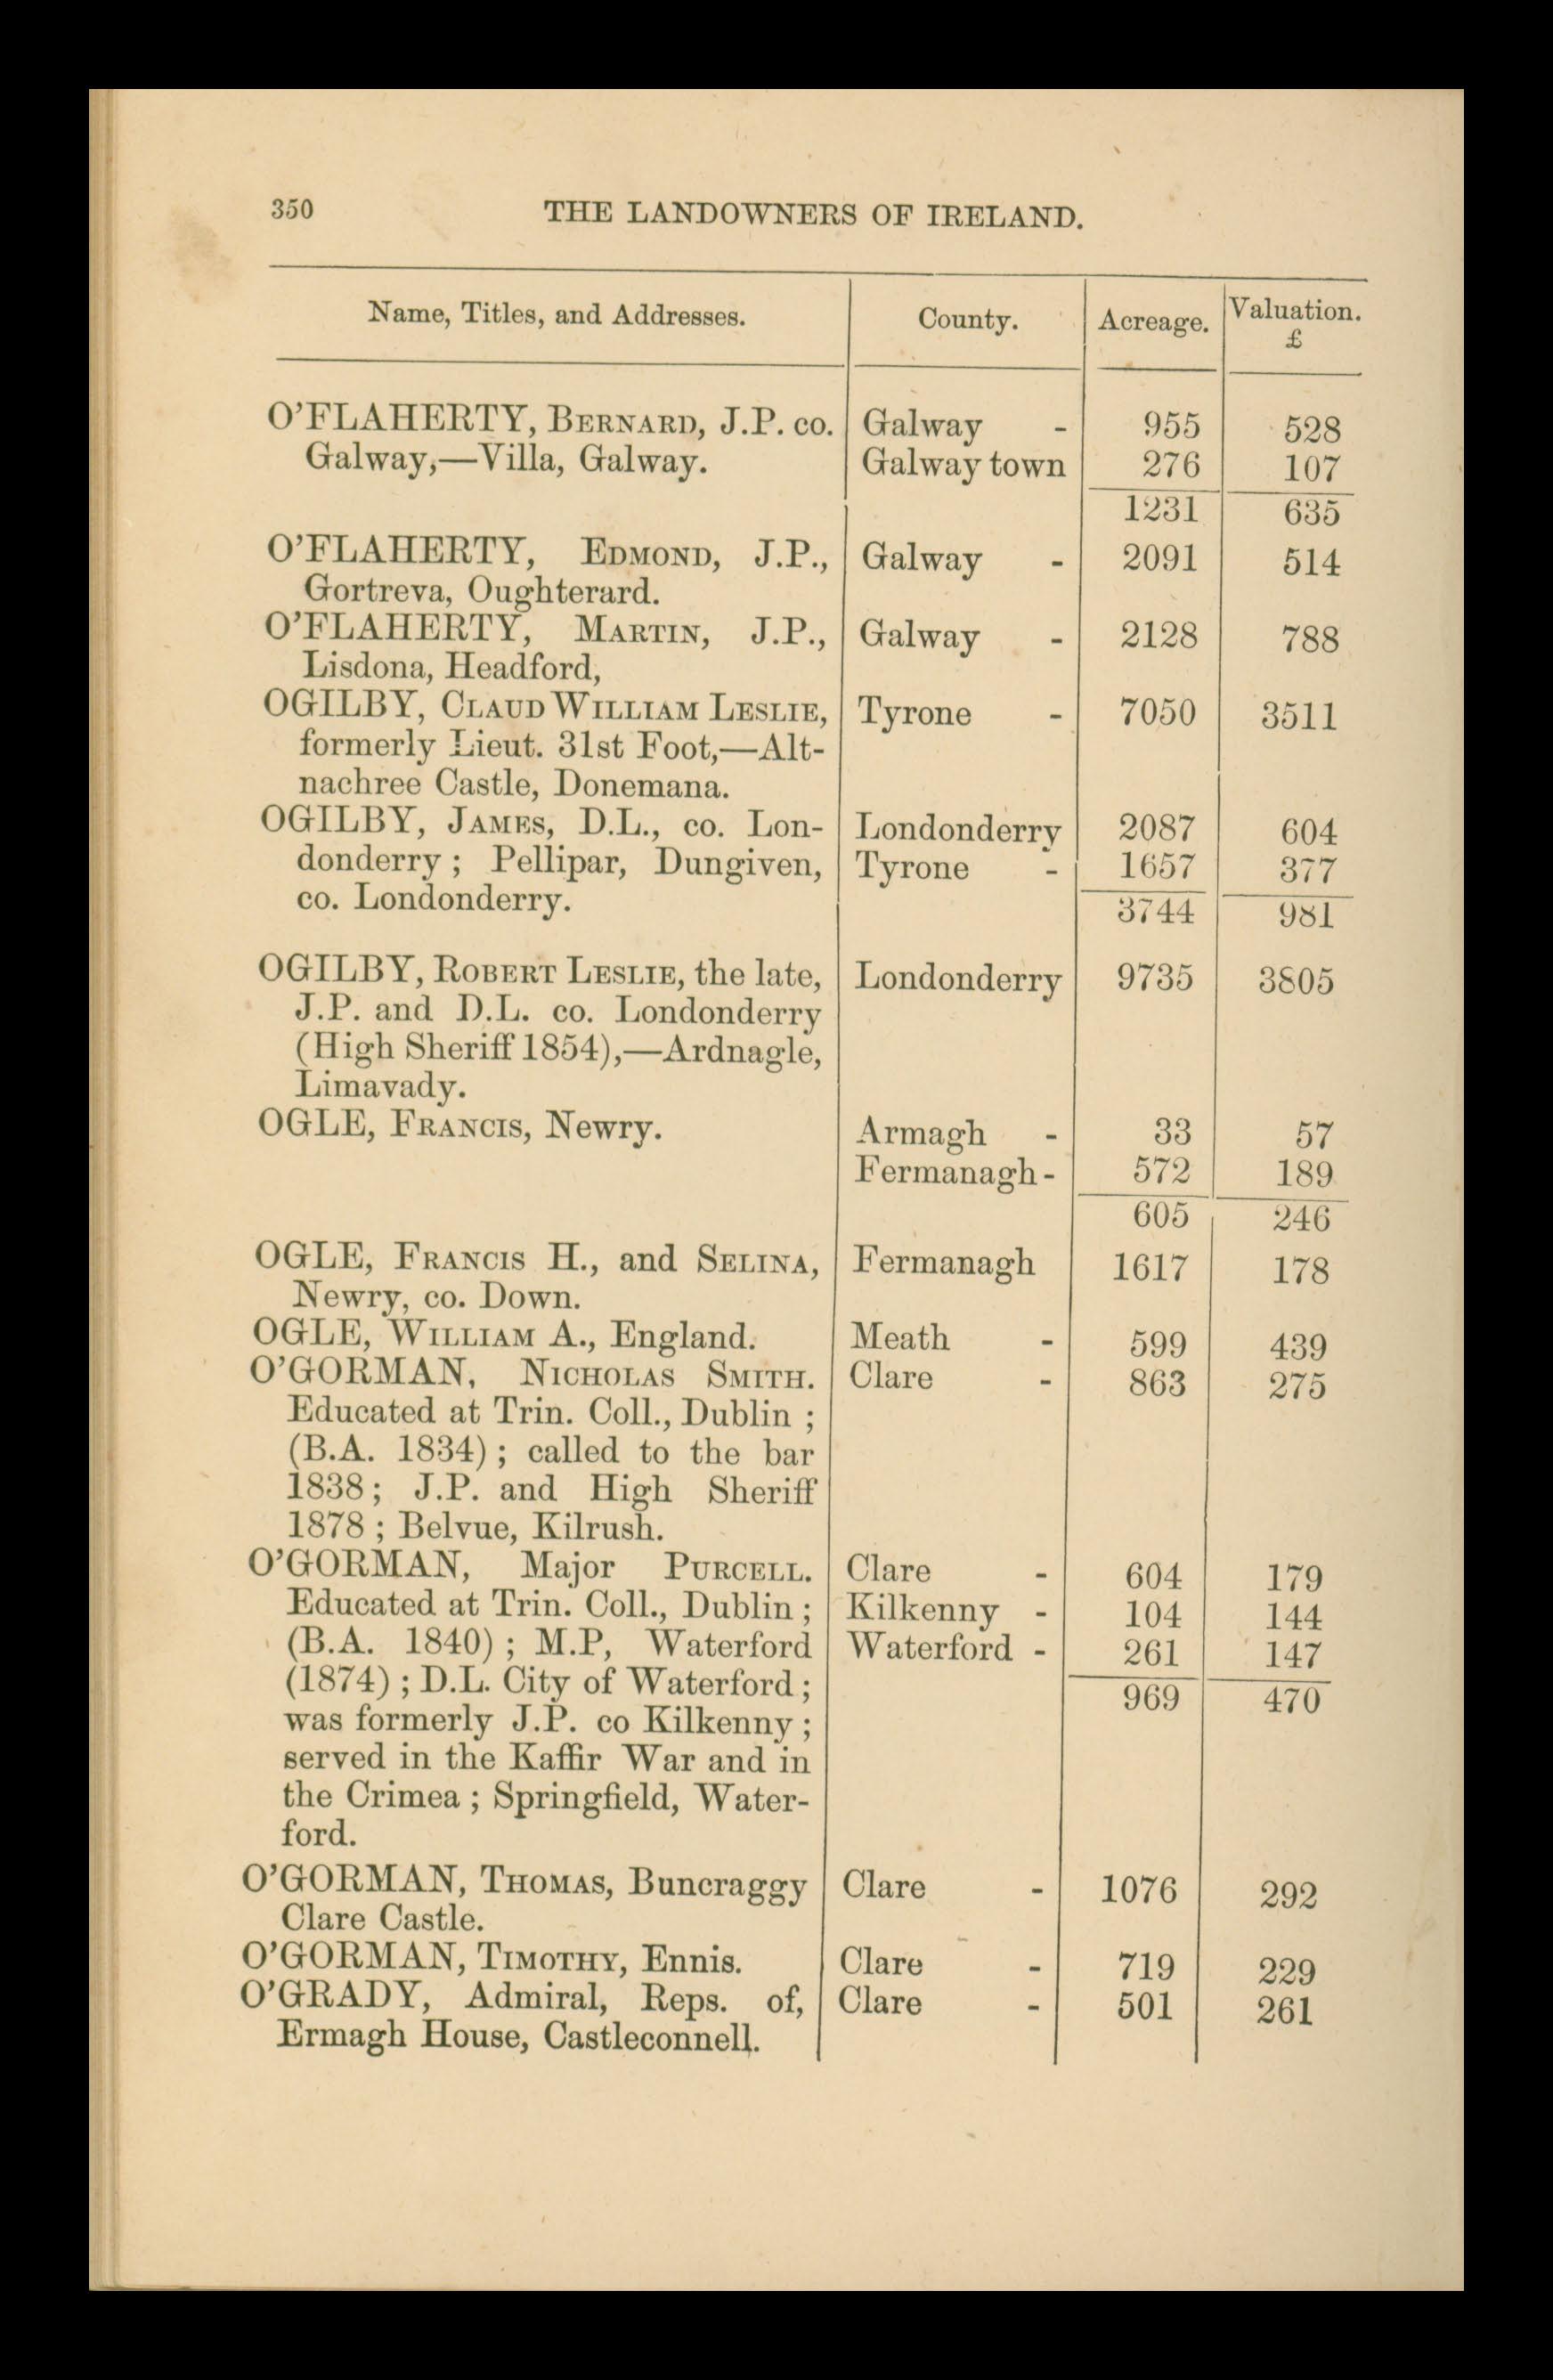 350 THE LANDOWNERS OF IRELAND.
Name, Titles, and Addresses. County. Acreage. Valuation.
£
O'FLAHERTY, BERNARD, J.P. co. Galway - 955 528
Galway,—Villa, Galway. Galway town 276 107
1231 635
O'FLAHERTY, EDMOND, J.P., Galway - 2091 514
Gortreva, Oughterard.
O'FLAHERTY, MARTIN, J.P., Galway - 2128 788
Lisdona, Headford,
OGILBY, CLAUD WILLIAM LESLIE, Tyrone - 7050 3511
formerly Lieut. 31st Foot,—Alt-
nachree Castle, Donemana.
OGILBY, JAMES, D.L., co. Lon- Londonderry 2087 604
donderry ; Pellipar, Dungiven, Tyrone - 1657 377
co. Londonderry. 3744 981
OGILBY, ROBERT LESLIE, the late, Londonderry 9735 3805
J.P. and D.L. co. Londonderry
(High Sheriff 1854),—Ardnagle,
Limavady.
OGLE, FRANCIS, Newry. Armagh - 33 57
Fermanagh - 572 189
605 246
OGLE, FRANCIS H., and SELINA, Fermanagh 1617 178
Newry, co. Down.
OGLE, WILLIAM A., England. Meath - 599 439
O'GORMAN, NICHOLAS SMITH. Clare - 863 275
Educated at Trin. Coll., Dublin ;
(B.A. 1834) ; called to the bar
1838 ; J.P. and High Sheriff
1878 ; Belvue, Kilrush.
O'GORMAN, Major PURCELL. Clare - 604 179
Educated at Trin. Coll., Dublin ; Kilkenny - 104 144
(B.A. 1840) ; M.P, Waterford Waterford - 261 147
(1874) ; D.L. City of Waterford ; 969 470
was formerly J.P. co Kilkenny ;
served in the Kaffir War and in
the Crimea ; Springfield, Water-
ford.
O'GORMAN, THOMAS, Buncraggy Clare - 1076 292
Clare Castle.
O'GORMAN, TIMOTHY, Ennis. Clare - 719 229
O'GRADY, Admiral, Reps. of, Clare - 501 261
Ermagh House, Castleconnell.